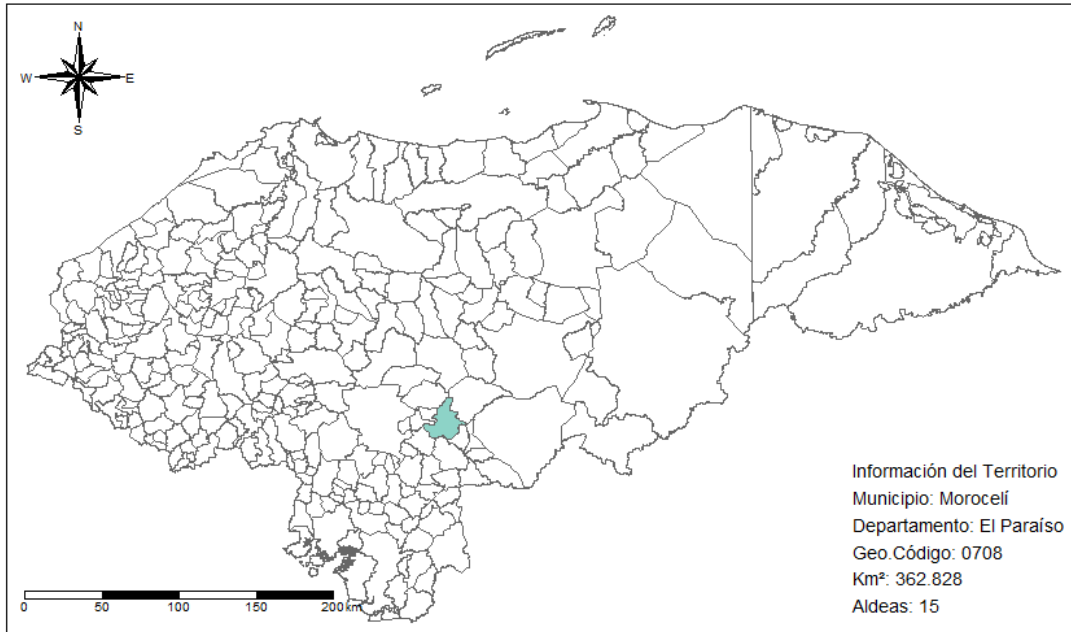 N
W E
S
Información del Territorio
Municipio: Morocelí
Departamento: El Paraíso
Geo.Código: 0708
Km²: 362.828
Aldeas: 15
0 50 100 150 200 km